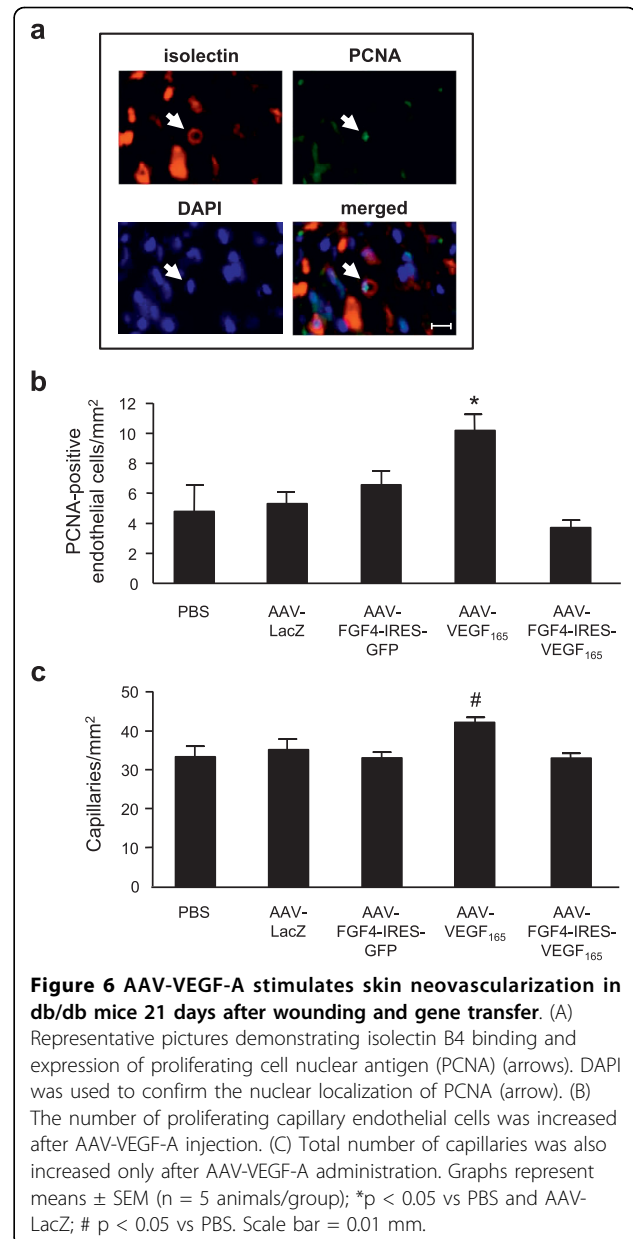 a
isolectin PCNA
DAPI merged
b
PCNA-positive
endothelial cells/mm²
12
10
8
6
4
2
0
*
PBS AAV-LacZ AAV-FGF4-IRES-GFP AAV-VEGF₁₆₅ AAV-FGF4-IRES-VEGF₁₆₅
c
Capillaries/mm²
50
40
30
20
10
0
#
PBS AAV-LacZ AAV-FGF4-IRES-GFP AAV-VEGF₁₆₅ AAV-FGF4-IRES-VEGF₁₆₅
Figure 6 AAV-VEGF-A stimulates skin neovascularization in
db/db mice 21 days after wounding and gene transfer. (A)
Representative pictures demonstrating isolectin B4 binding and
expression of proliferating cell nuclear antigen (PCNA) (arrows). DAPI
was used to confirm the nuclear localization of PCNA (arrow). (B)
The number of proliferating capillary endothelial cells was increased
after AAV-VEGF-A injection. (C) Total number of capillaries was also
increased only after AAV-VEGF-A administration. Graphs represent
means ± SEM (n = 5 animals/group); *p < 0.05 vs PBS and AAV-
LacZ; # p < 0.05 vs PBS. Scale bar = 0.01 mm.